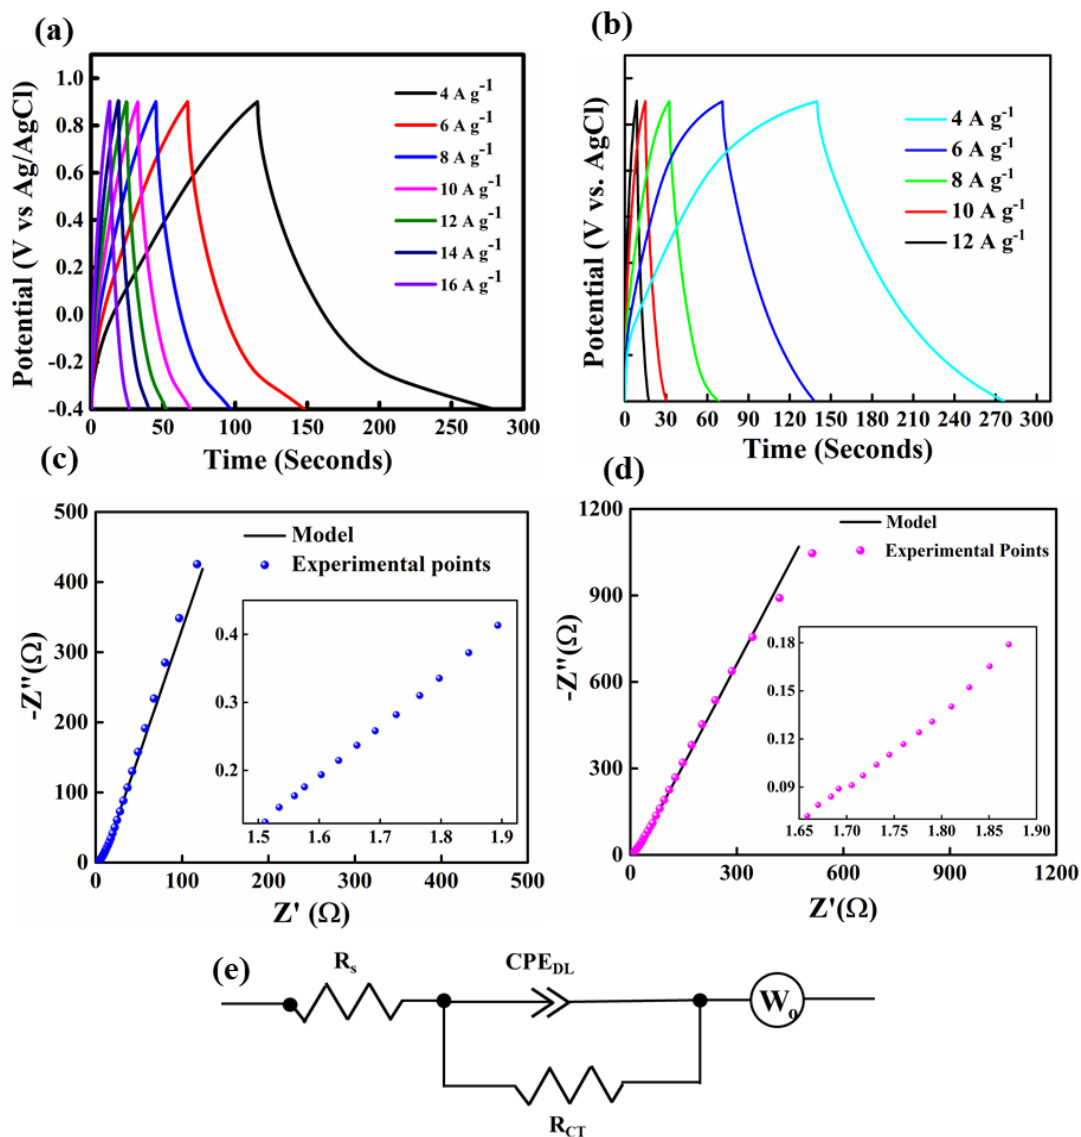 (a)
Potential (V vs Ag/AgCl)
1.0
0.8
0.6
0.4
0.2
0.0
-0.2
-0.4
4 A g⁻¹
6 A g⁻¹
8 A g⁻¹
10 A g⁻¹
12 A g⁻¹
14 A g⁻¹
16 A g⁻¹
0 50 100 150 200 250 300
Time (Seconds)
(b)
Potential (V vs. AgCl)
4 A g⁻¹
6 A g⁻¹
8 A g⁻¹
10 A g⁻¹
12 A g⁻¹
0 30 60 90 120 150 180 210 240 270 300
Time (Seconds)
(c)
-Z''(Ω)
500
400
300
200
100
0
Model
Experimental points
0.4
0.3
0.2
1.5 1.6 1.7 1.8 1.9
0 100 200 300 400 500
Z' (Ω)
(d)
-Z''(Ω)
1200
900
600
300
0
Model
Experimental Points
0.18
0.15
0.12
0.09
1.65 1.70 1.75 1.80 1.85 1.90
0 300 600 900 1200
Z'(Ω)
(e)
Rs
CPEDL
Wo
RCT